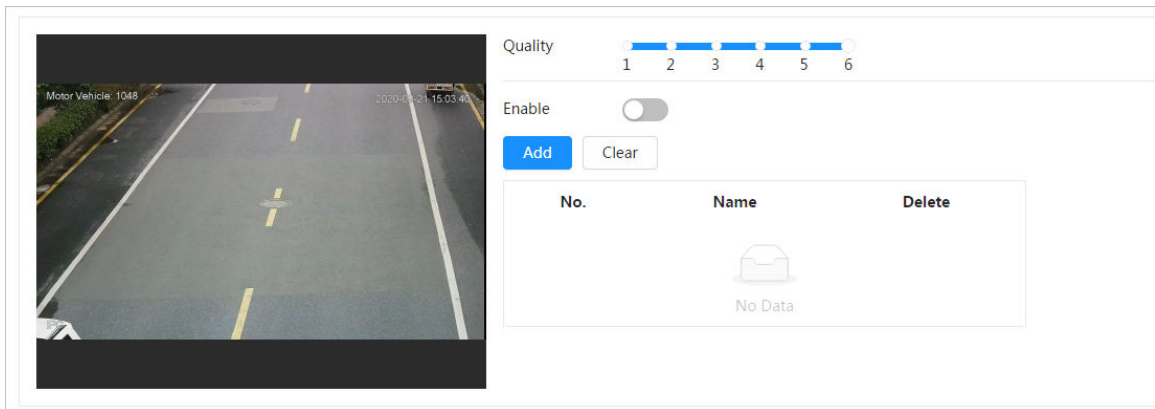 Quality
1 2 3 4 5 6
Motor Vehicle: 1048
Enable
Add Clear
No. Name Delete
No Data